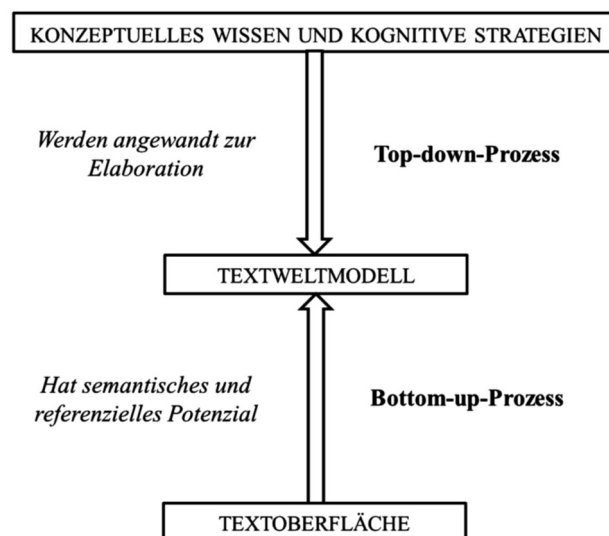 KONZEPTUELLES WISSEN UND KOGNITIVE STRATEGIEN
Werden angewandt zur
Elaboration
Top-down-Prozess
TEXTWELTMODELL
Hat semantisches und
referenzielles Potenzial
Bottom-up-Prozess
TEXTOBERFLÄCHE